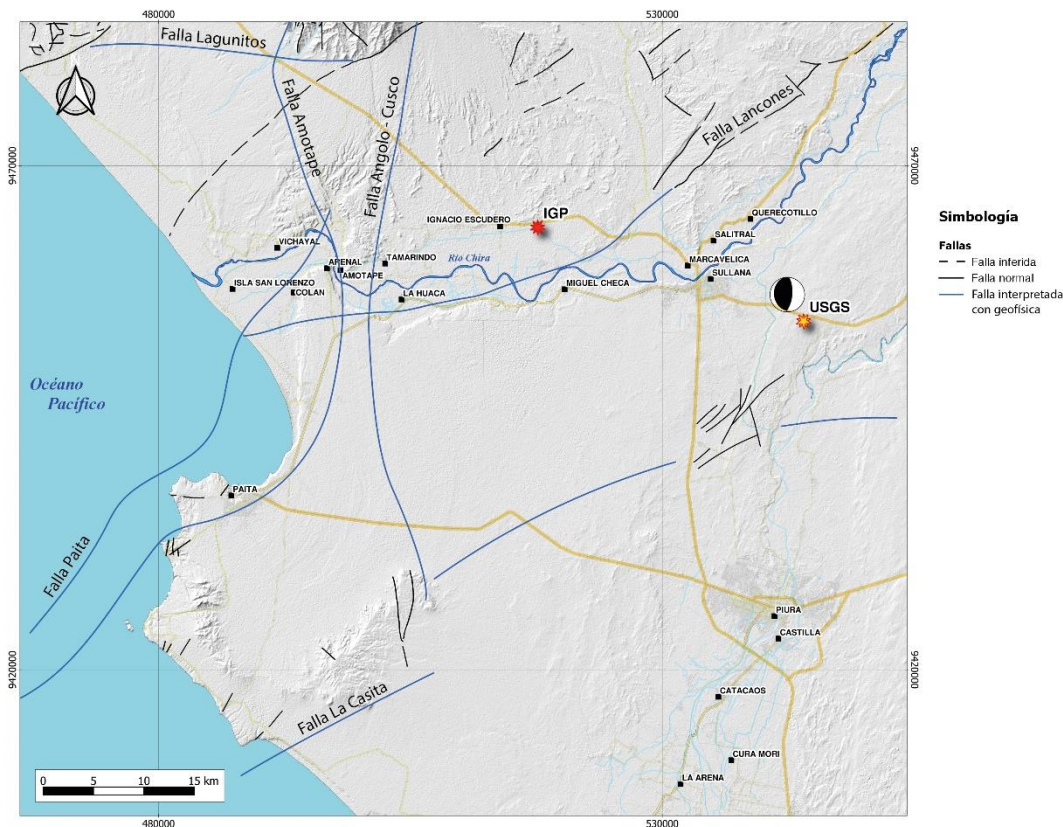 480000
530000
Falla Lagunitos
Falla Amotape
Falla Angolo - Cusco
Falla Lancones
9470000
9470000
IGP
IGNACIO ESCUDERO
QUERECOTILLO
SALITRAL
VICHAYAL
Río Chira
TAMARINDO
ARENAL
AMOTAPE
MARCAVELICA
SULLANA
ISLA SAN LORENZO
COLAN
LA HUACA
MIGUEL CHECA
USGS
Simbología
Fallas
Falla inferida
Falla normal
Falla interpretada
con geofísica
Océano
Pacífico
PAITA
Falla Paita
PIURA
CASTILLA
9420000
9420000
Falla La Casita
CATACAOS
CURA MORI
LA ARENA
0 5 10 15 km
480000
530000